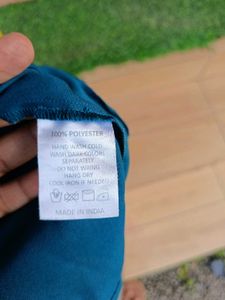 100% POLYESTER
HAND WASH COLD
WASH DARK COLORS
SEPARATELY
DO NOT WRING
HANG DRY
COOL IRON IF NEEDED
MADE IN INDIA